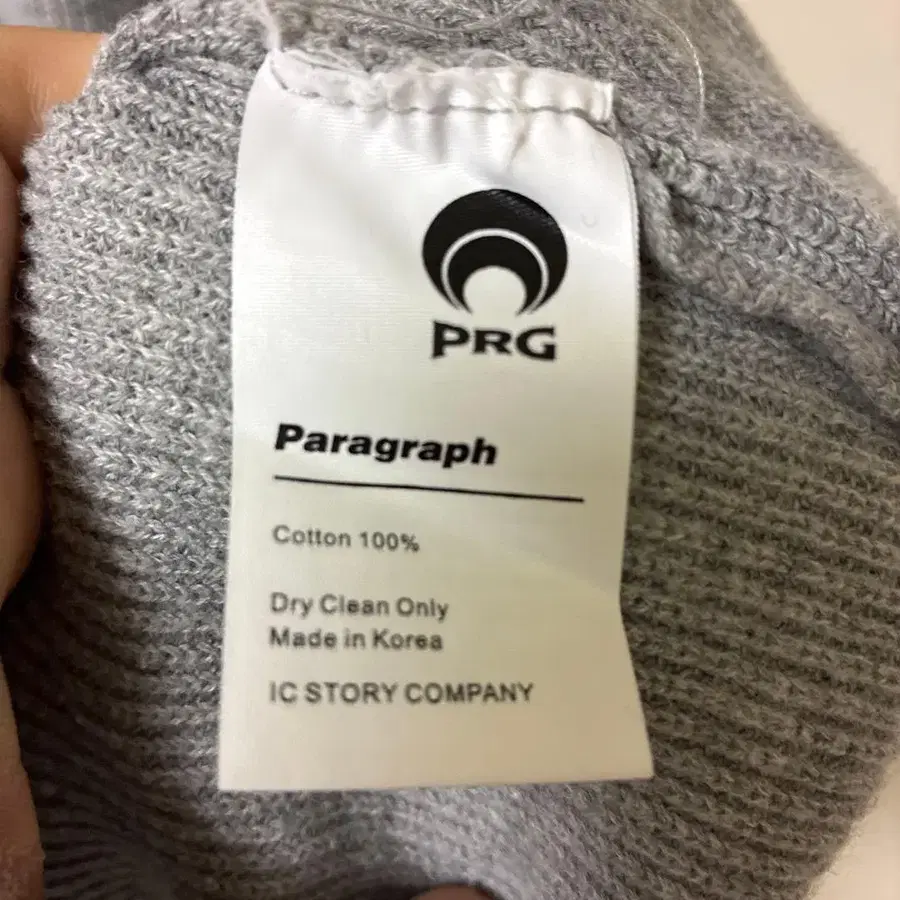 PRG
Paragraph
Cotton 100%
Dry Clean Only
Made in Korea
IC STORY COMPANY